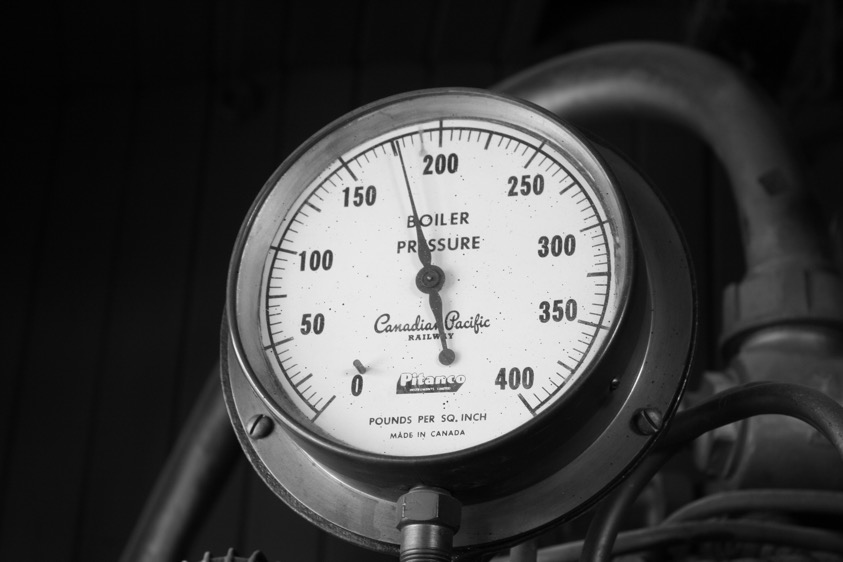 200
150
250
BOILER
PRESSURE
100
300
50
350
Canadian Pacific
RAILWAY
0
Pitanco
400
POUNDS PER SQ. INCH
MADE IN CANADA